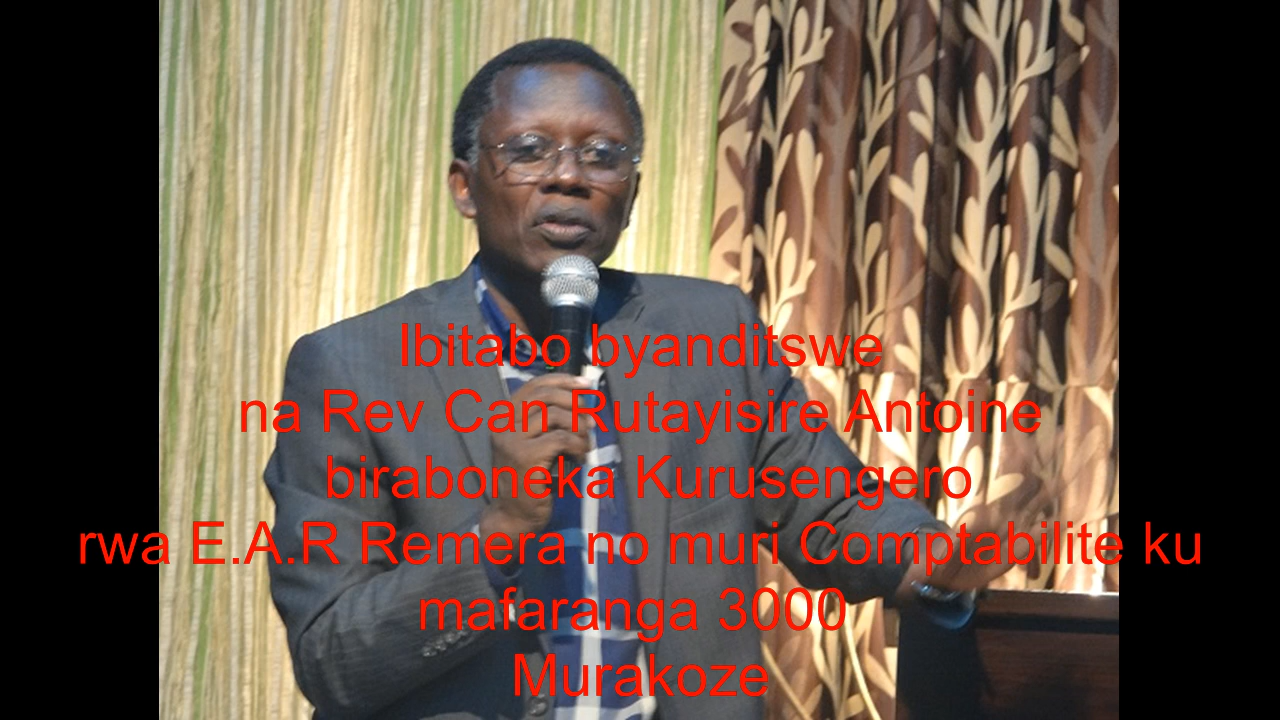 Ibitabo byanditswe
na Rev Can Rutayisire Antoine
biraboneka Kurusengero
rwa E.A.R Remera no muri Comptabilite ku
mafaranga 3000
Murakoze